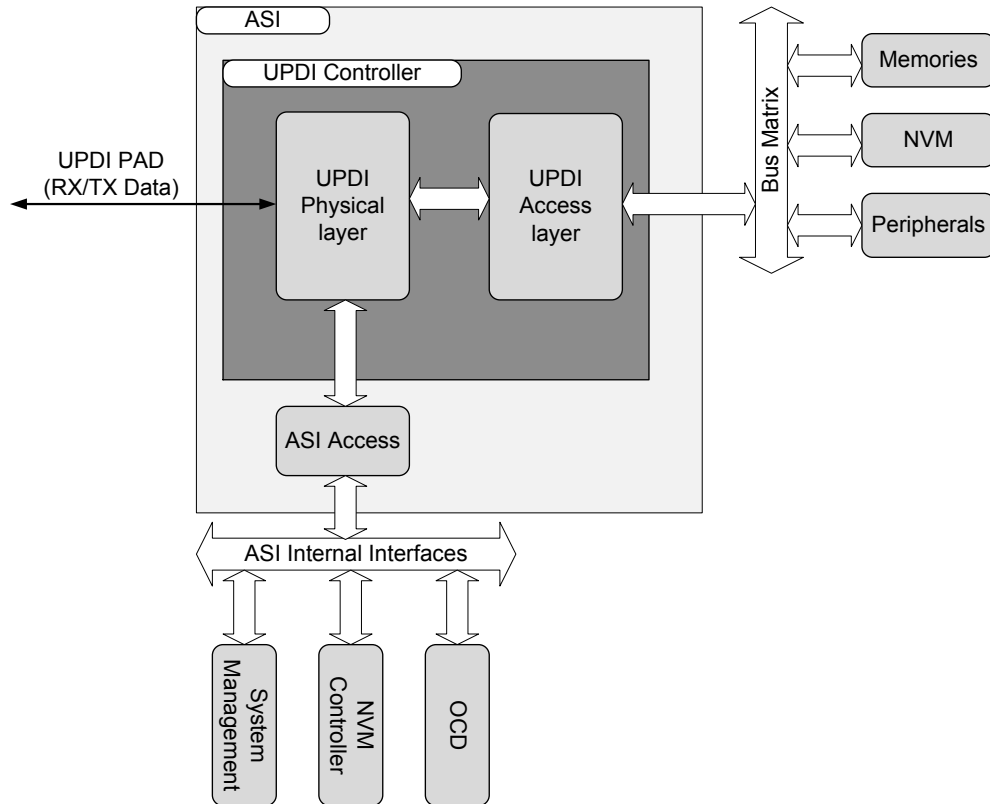 ASI
UPDI Controller
UPDI PAD
(RX/TX Data)
UPDI
Physical
layer
UPDI
Access
layer
Bus Matrix
Memories
NVM
Peripherals
ASI Access
ASI Internal Interfaces
System
Management
NVM
Controller
OCD